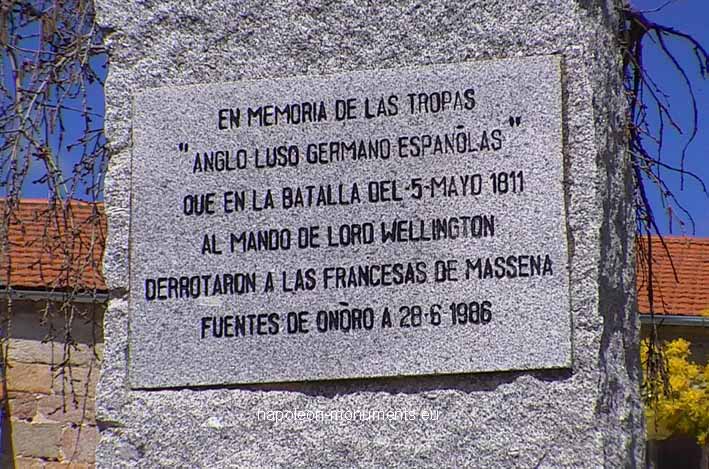 EN MEMORIA DE LAS TROPAS
"ANGLO LUSO GERMANO ESPAÑOLAS"
QUE EN LA BATALLA DEL·5·MAYO 1811
AL MANDO DE LORD WELLINGTON
DERROTARON A LAS FRANCESAS DE MASSENA
FUENTES DE OÑORO A 28·6·1986
napoleon-monuments.eu